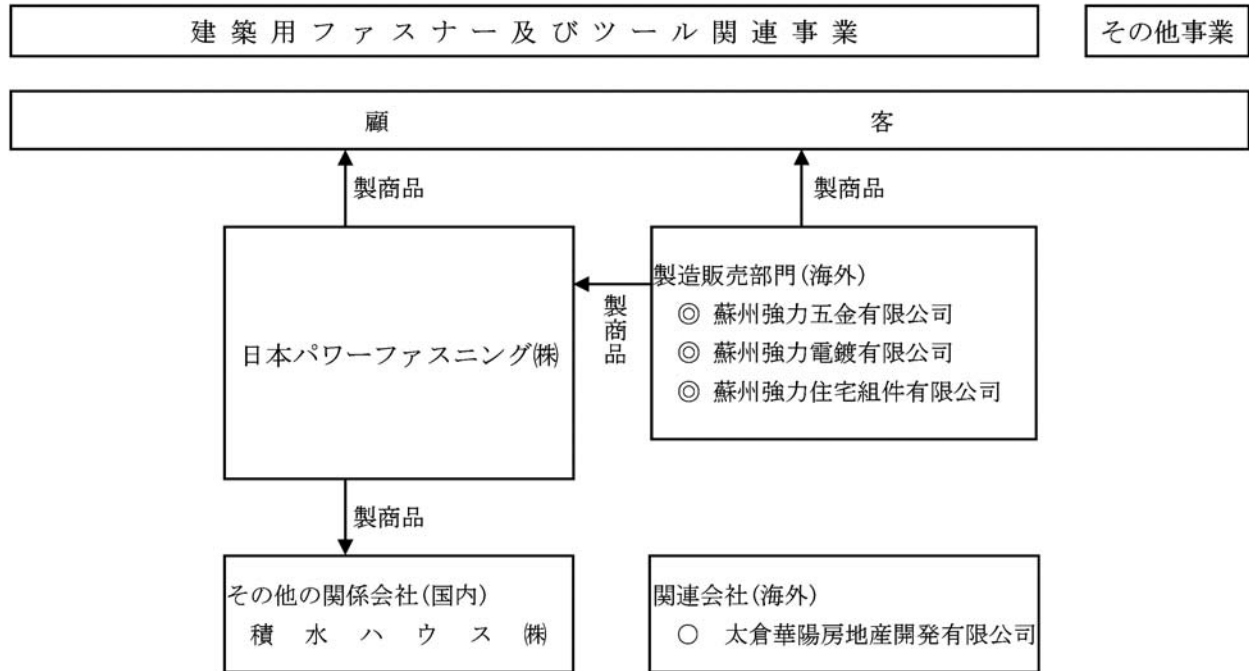 建築用ファスナー及びツール関連事業
その他事業
顧客
製商品
製商品
製造販売部門(海外)
◎ 蘇州強力五金有限公司
◎ 蘇州強力電鍍有限公司
◎ 蘇州強力住宅組件有限公司
製商品
日本パワーファスニング㈱
製商品
その他の関係会社(国内)
積水ハウス㈱
関連会社(海外)
○ 太倉華陽房地産開発有限公司